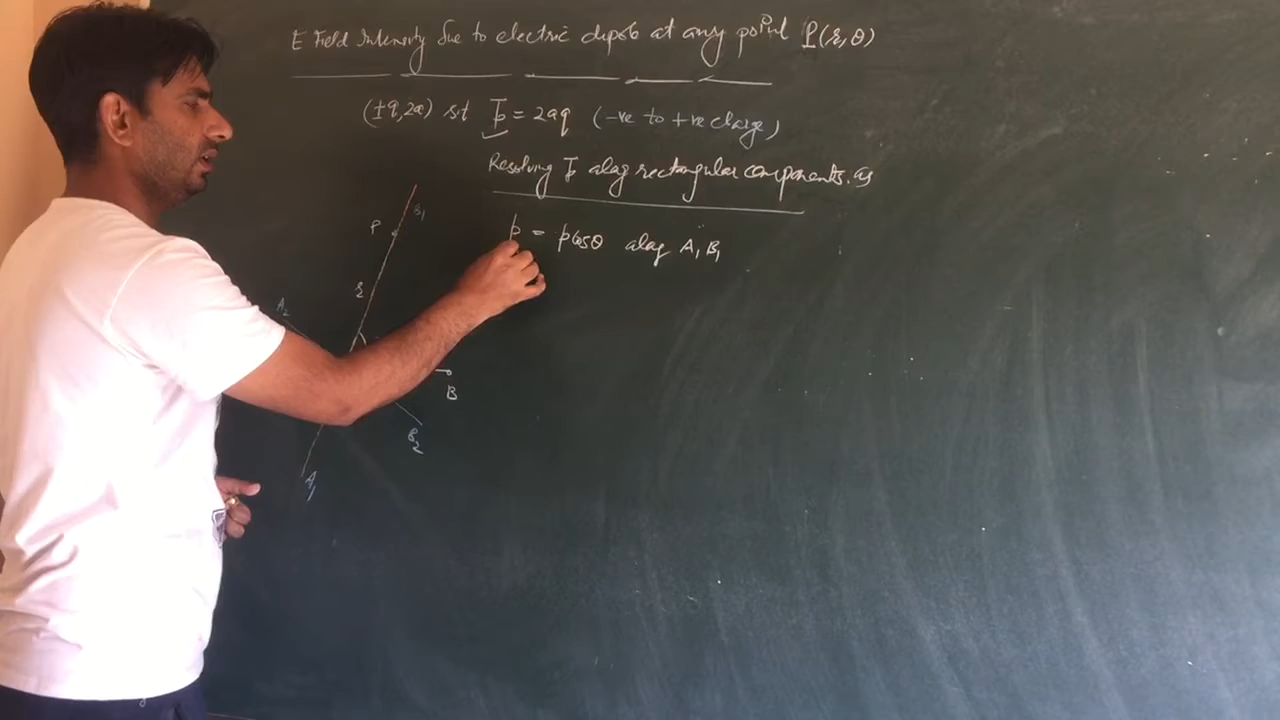 E Field Intensity due to electric dipole at any point P(r,θ)
(±q,2a) s.t p⃗ = 2aq (-ve to +ve charge)
Resolving p⃗ along rectangular components. as
p = pcosθ along A₁B₁
B₁
P
r
A₂
B
B₂
A₁